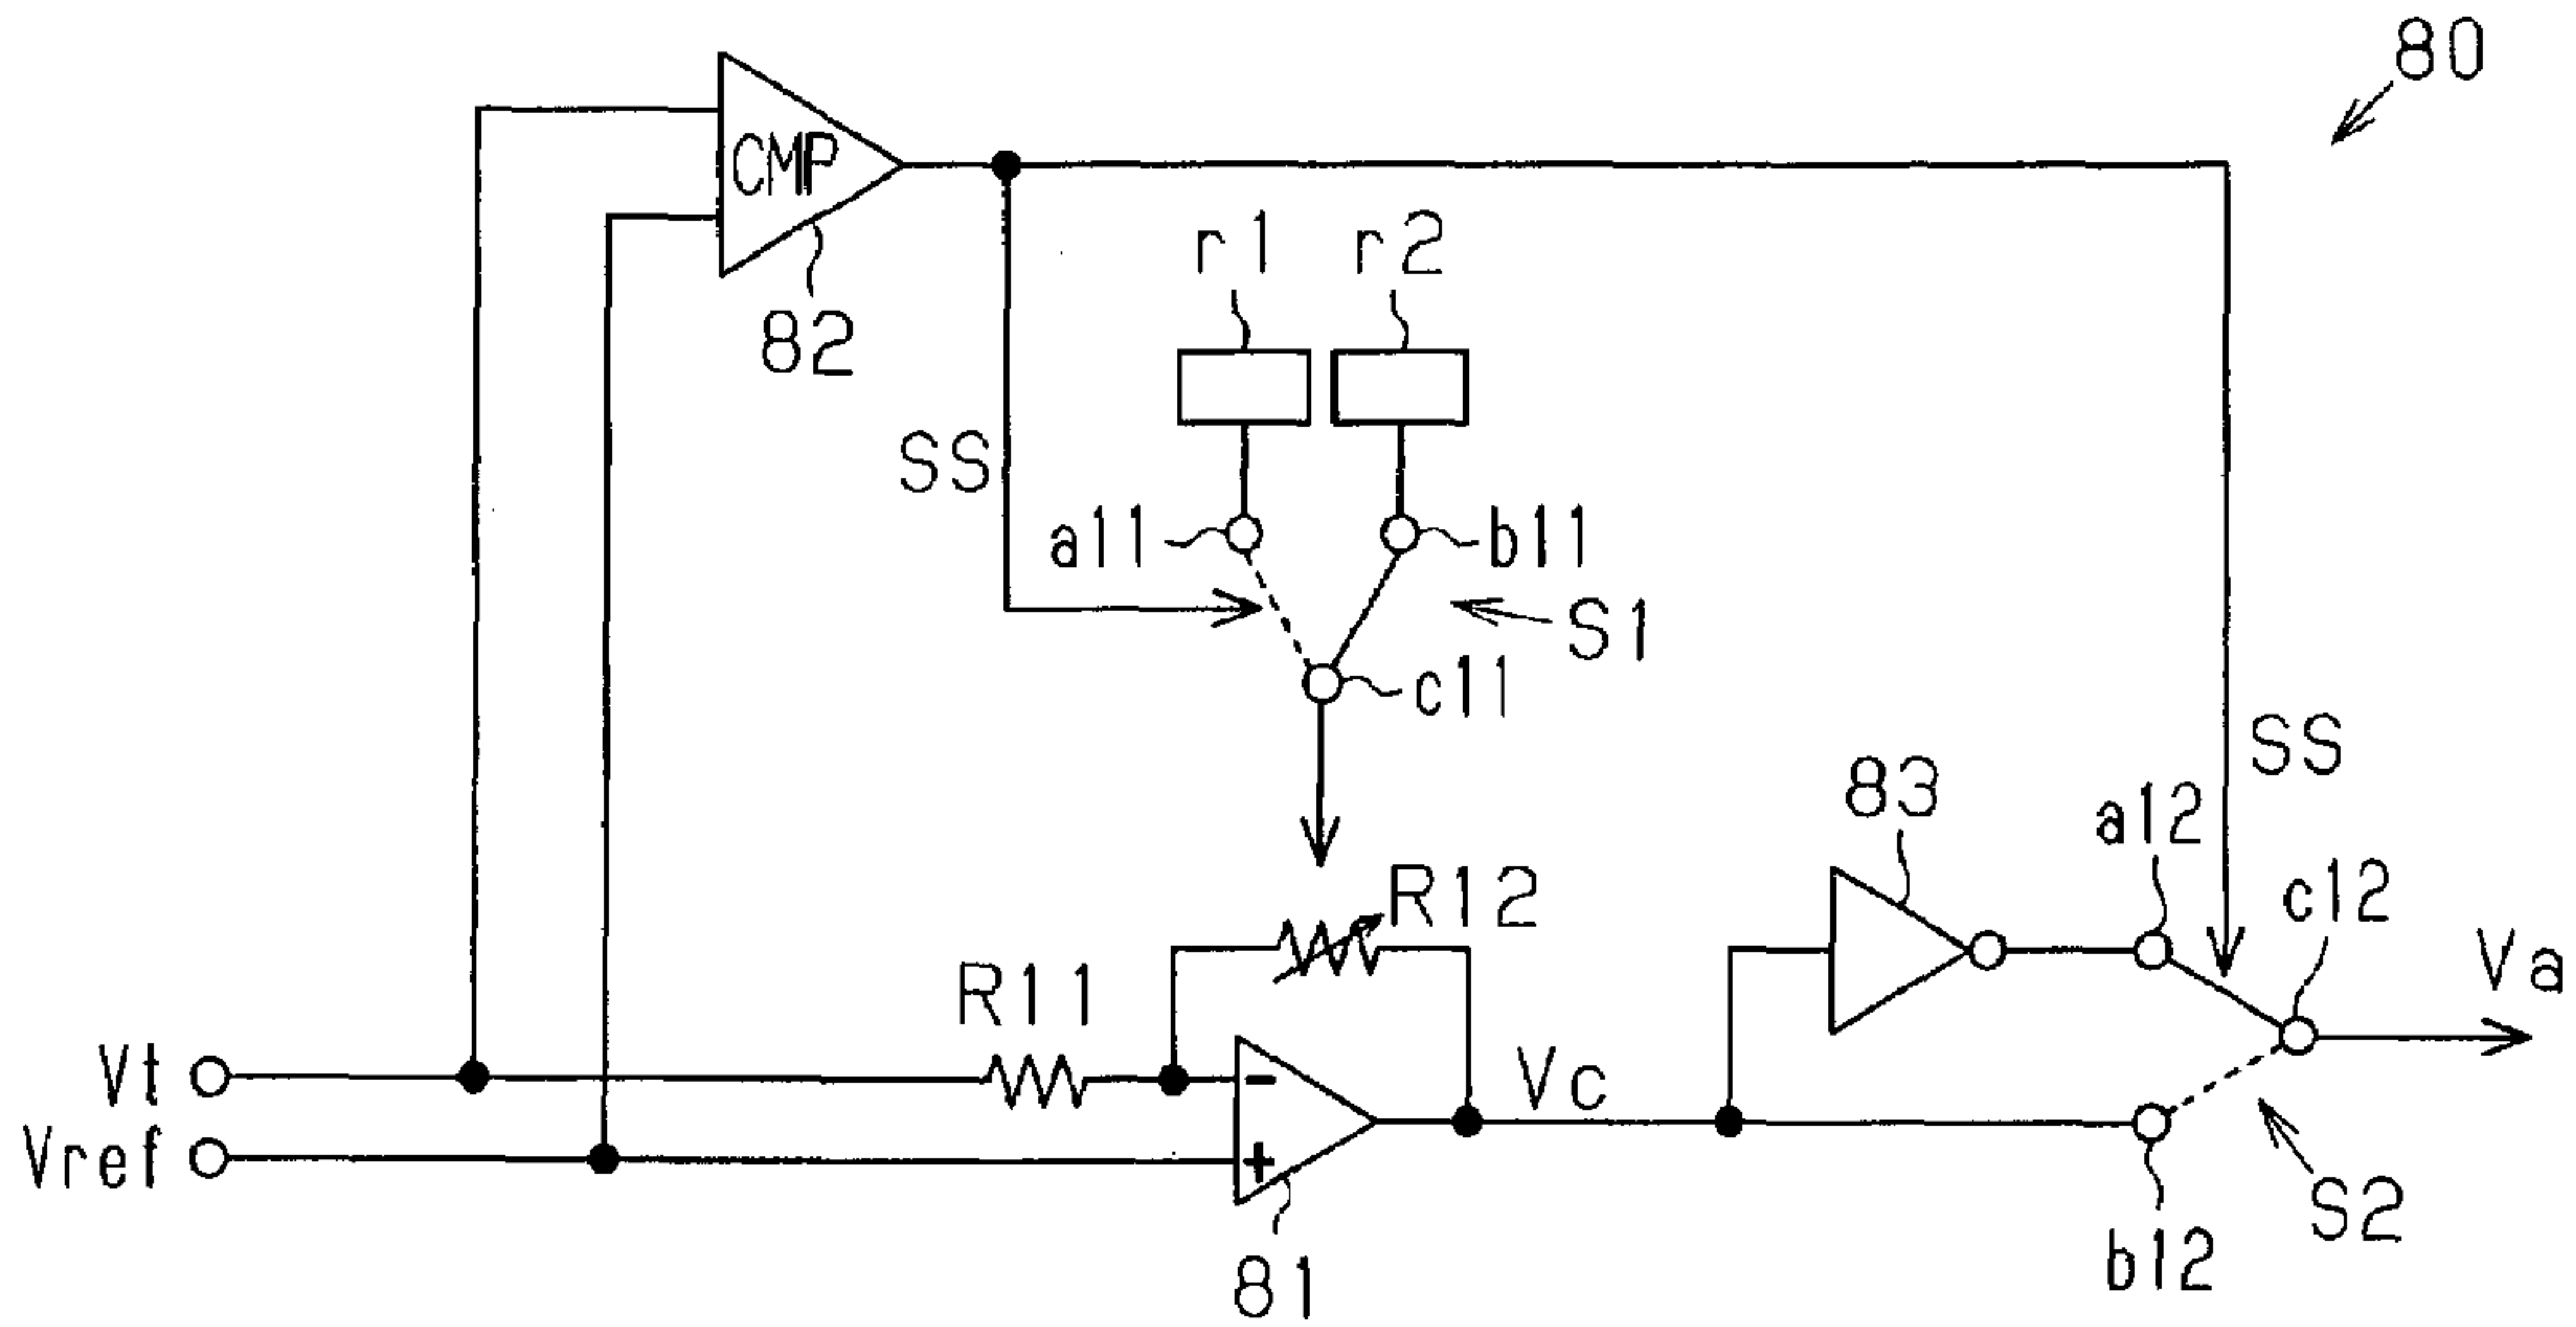 80
CMP
82
r1 r2
SS
a11 b11
S1
c11
SS
83
a12
c12
R12
Va
R11
Vt
Vc
Vref
-
+
S2
b12
81